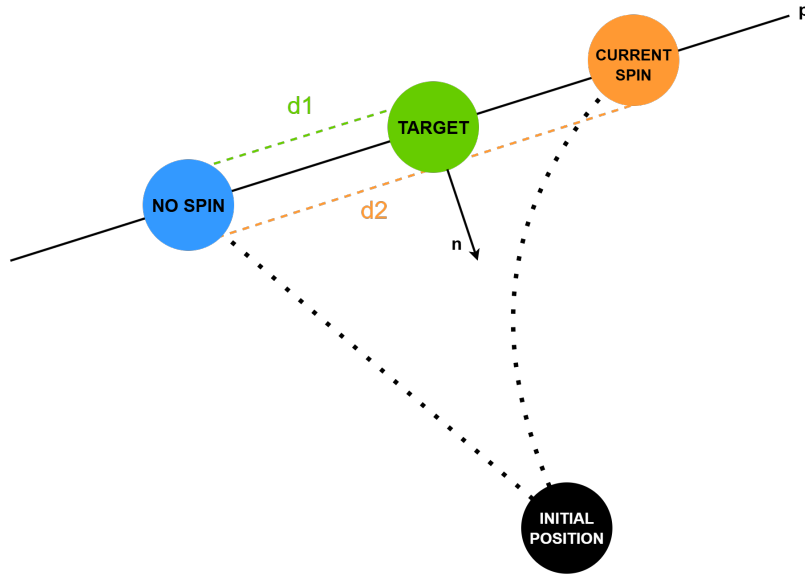 p
CURRENT
SPIN
d1
TARGET
NO SPIN
d2
n
INITIAL
POSITION